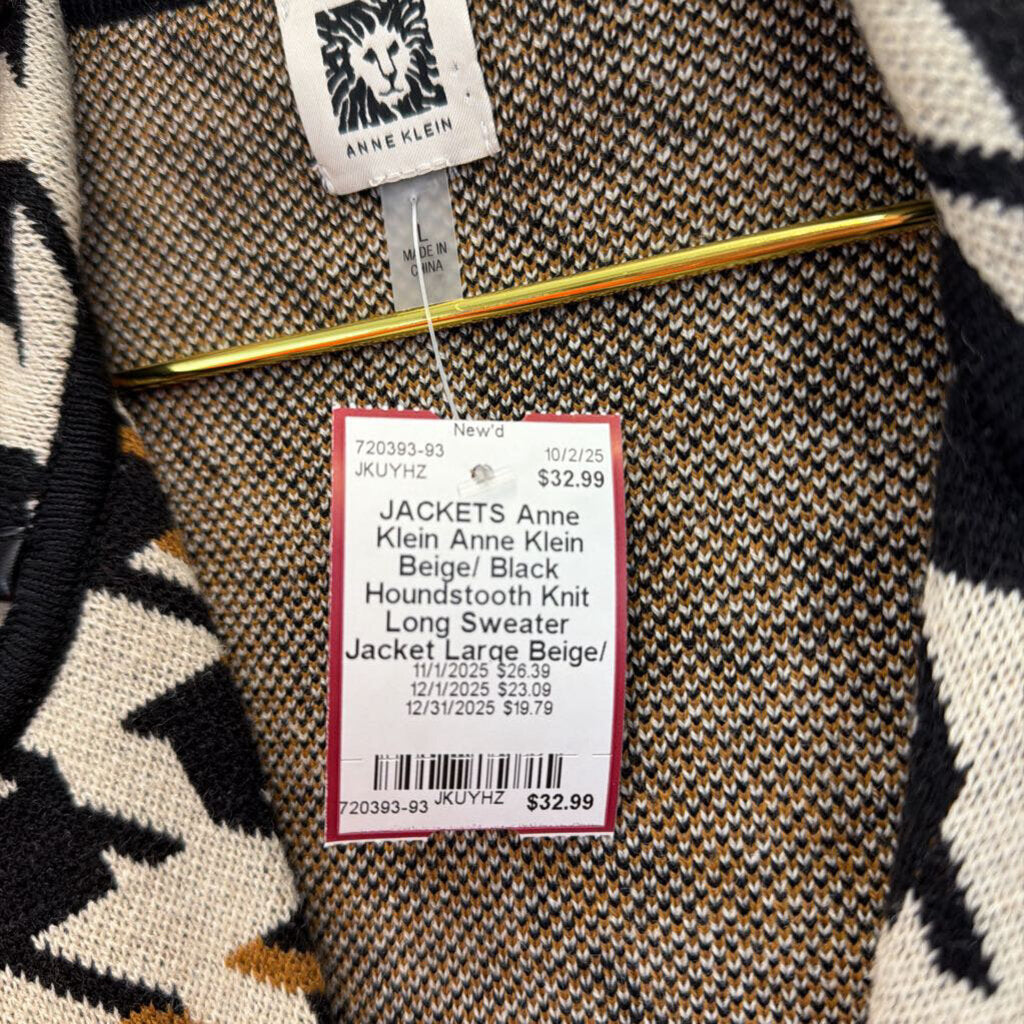 ANNE KLEIN
L
MADE IN
CHINA
New'd
720393-93 10/2/25
JKUYHZ $32.99
JACKETS Anne
Klein Anne Klein
Beige/ Black
Houndstooth Knit
Long Sweater
Jacket Large Beige/
11/1/2025 $26.39
12/1/2025 $23.09
12/31/2025 $19.79
720393-93 JKUYHZ $32.99